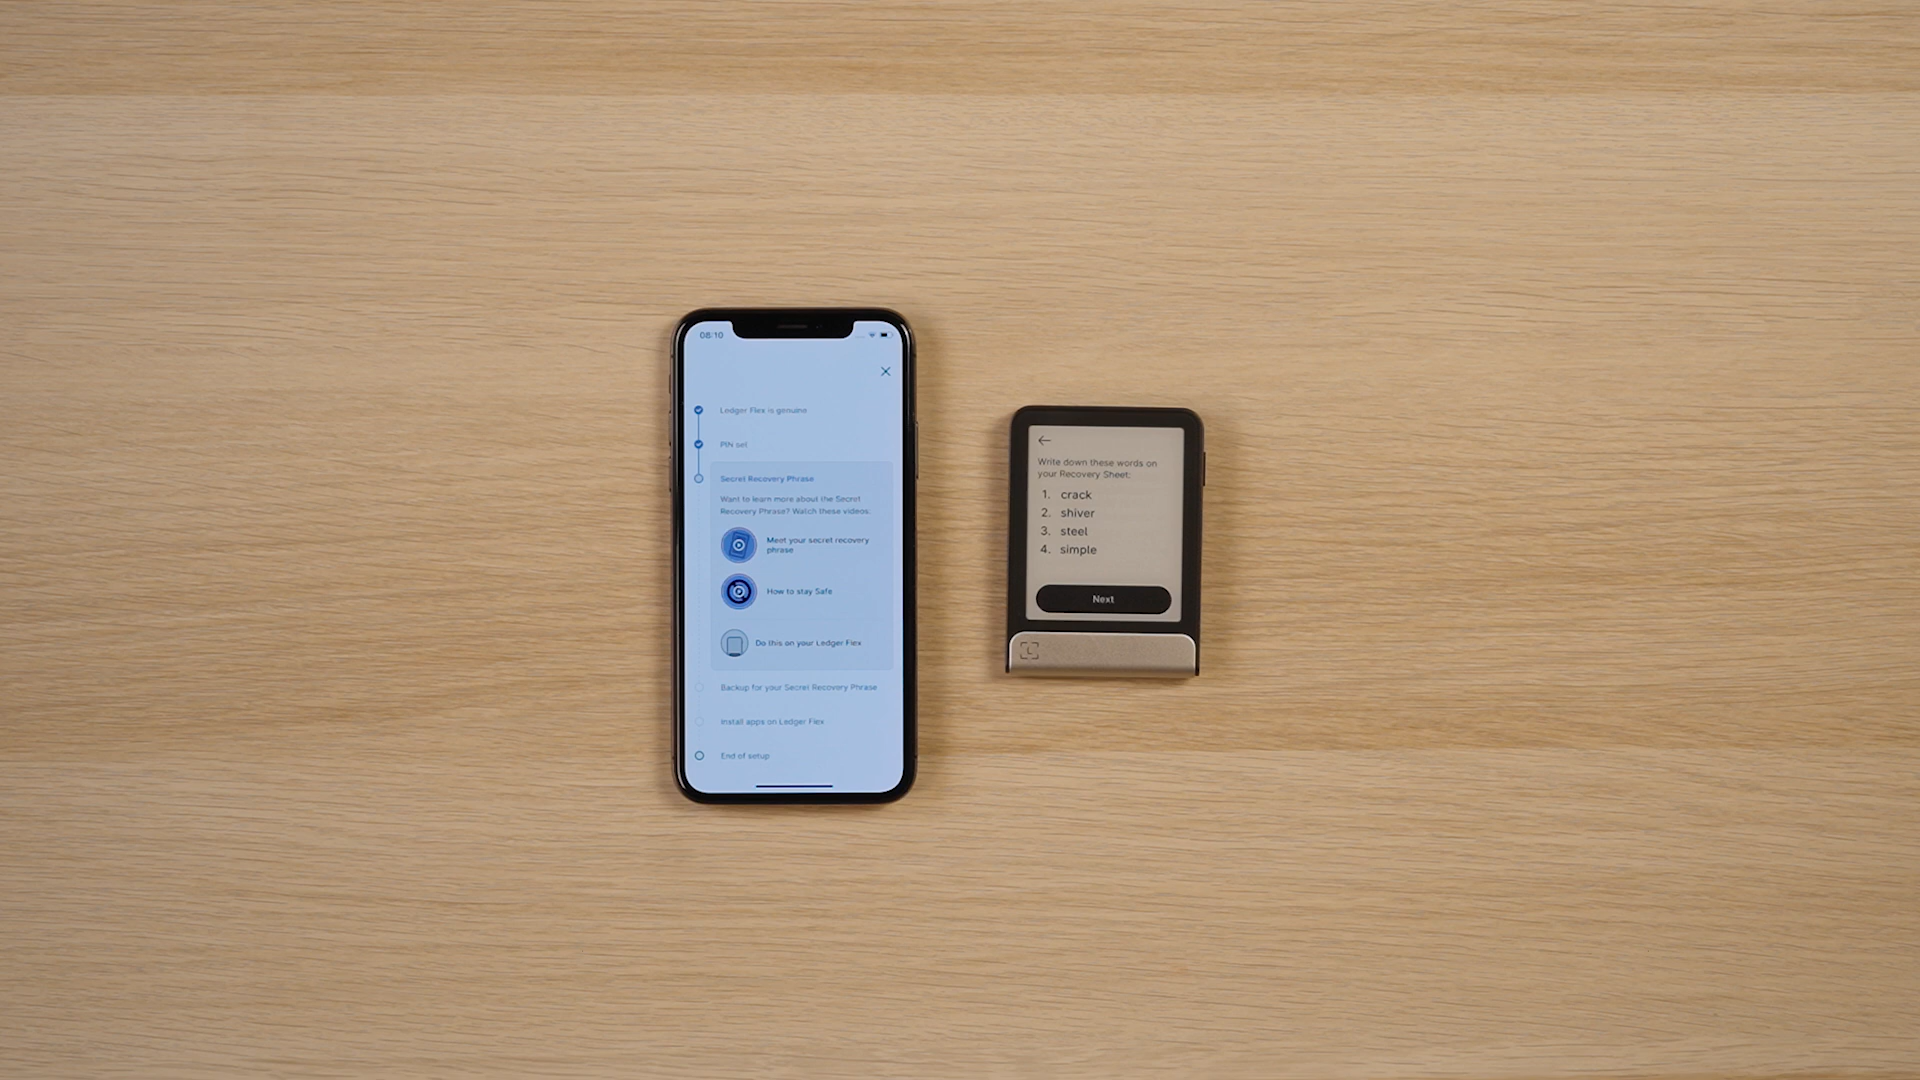 08:10
Ledger Flex is genuine
PIN set
Secret Recovery Phrase
Want to learn more about the Secret
Recovery Phrase? Watch these videos:
Meet your secret recovery
phrase
How to stay Safe
Do this on your Ledger Flex
Backup for your Secret Recovery Phrase
Install apps on Ledger Flex
End of setup
Write down these words on
your Recovery Sheet:
1. crack
2. shiver
3. steel
4. simple
Next